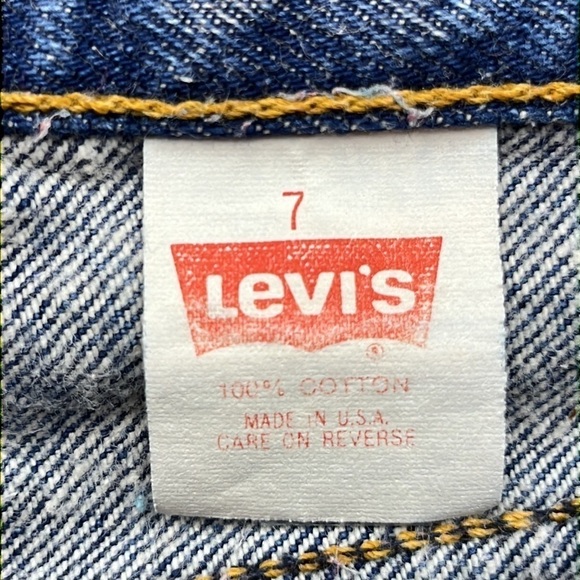 7
Levi's
®
100% COTTON
MADE IN U.S.A.
CARE ON REVERSE